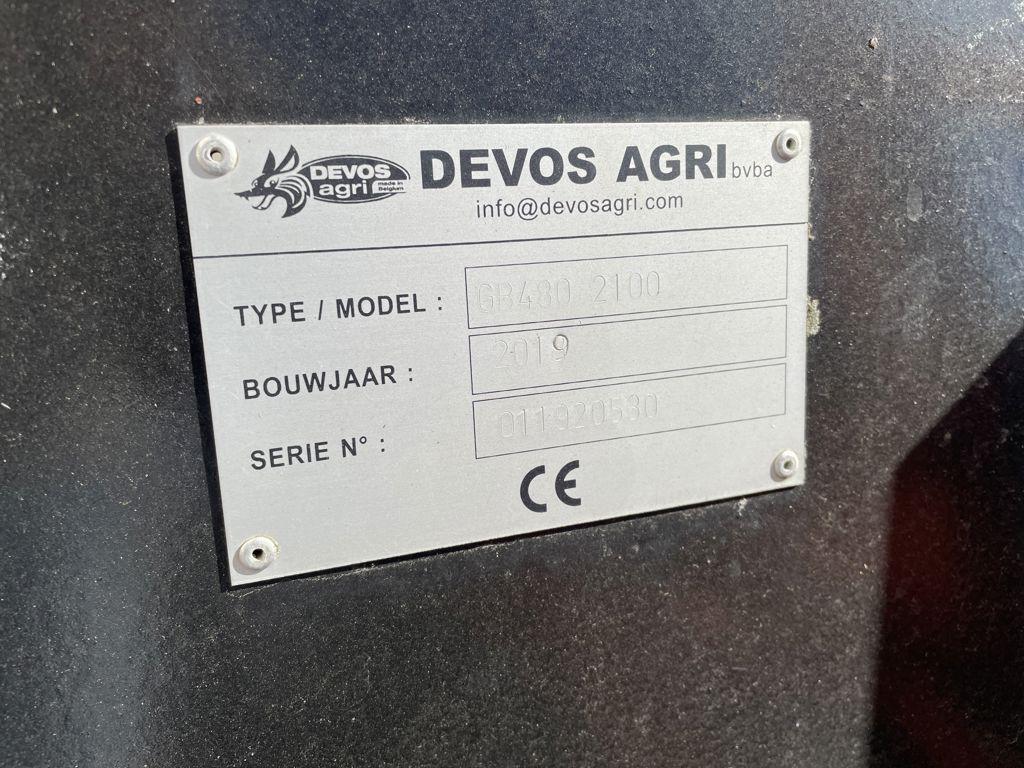 DEVOS
agri made in Belgium
DEVOS AGRI bvba
info@devosagri.com
TYPE / MODEL : GB480 2100
BOUWJAAR : 2019
SERIE N° : 011920530
CE